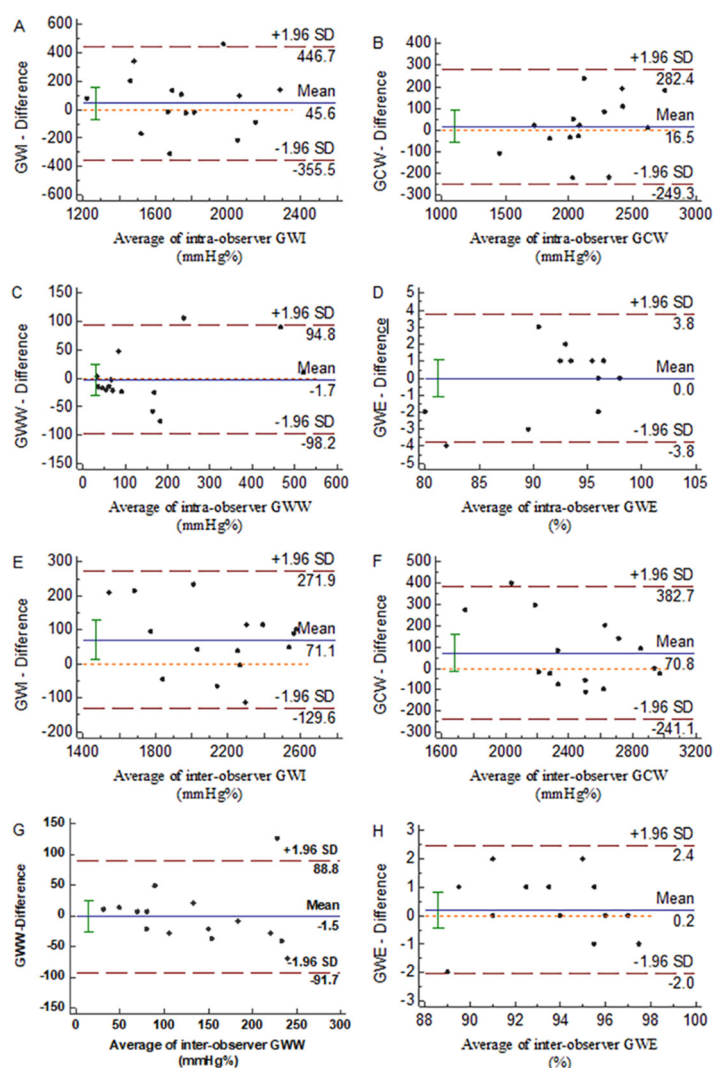 A
GWI - Difference
600
400
200
0
-200
-400
-600
+1.96 SD
446.7
Mean
45.6
-1.96 SD
-355.5
1200 1600 2000 2400
Average of intra-observer GWI
(mmHg%)
B
GCW - Difference
400
300
200
100
0
-100
-200
-300
+1.96 SD
282.4
Mean
16.5
-1.96 SD
-249.3
1000 1500 2000 2500 3000
Average of intra-observer GCW
(mmHg%)
C
GWW - Difference
150
100
50
0
-50
-100
-150
+1.96 SD
94.8
Mean
-1.7
-1.96 SD
-98.2
0 100 200 300 400 500 600
Average of intra-observer GWW
(mmHg%)
D
GWE - Difference
5
4
3
2
1
0
-1
-2
-3
-4
-5
+1.96 SD
3.8
Mean
0.0
-1.96 SD
-3.8
80 85 90 95 100 105
Average of intra-observer GWE
(%)
E
GWI - Difference
300
200
100
0
-100
-200
+1.96 SD
271.9
Mean
71.1
-1.96 SD
-129.6
1400 1800 2200 2600
Average of inter-observer GWI
(mmHg%)
F
GCW - Difference
500
400
300
200
100
0
-100
-200
-300
+1.96 SD
382.7
Mean
70.8
-1.96 SD
-241.1
1600 2000 2400 2800 3200
Average of inter-observer GCW
(mmHg%)
G
GWW-Difference
150
100
50
0
-50
-100
-150
+1.96 SD
88.8
Mean
-1.5
-1.96 SD
-91.7
0 50 100 150 200 250 300
Average of inter-observer GWW
(mmHg%)
H
GWE - Difference
3
2
1
0
-1
-2
-3
+1.96 SD
2.4
Mean
0.2
-1.96 SD
-2.0
88 90 92 94 96 98 100
Average of inter-observer GWE
(%)